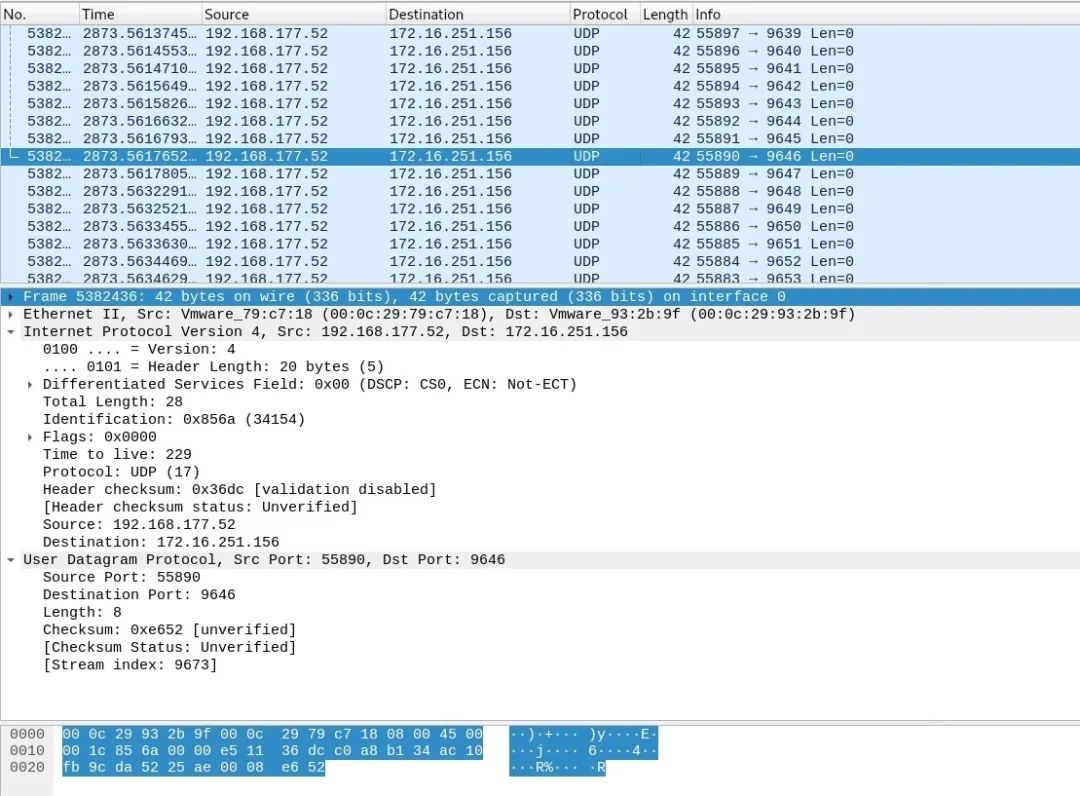 No. Time Source Destination Protocol Length Info
5382… 2873.5613745… 192.168.177.52 172.16.251.156 UDP 42 55897 → 9639 Len=0
5382… 2873.5614553… 192.168.177.52 172.16.251.156 UDP 42 55896 → 9640 Len=0
5382… 2873.5614710… 192.168.177.52 172.16.251.156 UDP 42 55895 → 9641 Len=0
5382… 2873.5615649… 192.168.177.52 172.16.251.156 UDP 42 55894 → 9642 Len=0
5382… 2873.5615826… 192.168.177.52 172.16.251.156 UDP 42 55893 → 9643 Len=0
5382… 2873.5616632… 192.168.177.52 172.16.251.156 UDP 42 55892 → 9644 Len=0
5382… 2873.5616793… 192.168.177.52 172.16.251.156 UDP 42 55891 → 9645 Len=0
5382… 2873.5617652… 192.168.177.52 172.16.251.156 UDP 42 55890 → 9646 Len=0
5382… 2873.5617805… 192.168.177.52 172.16.251.156 UDP 42 55889 → 9647 Len=0
5382… 2873.5632291… 192.168.177.52 172.16.251.156 UDP 42 55888 → 9648 Len=0
5382… 2873.5632521… 192.168.177.52 172.16.251.156 UDP 42 55887 → 9649 Len=0
5382… 2873.5633455… 192.168.177.52 172.16.251.156 UDP 42 55886 → 9650 Len=0
5382… 2873.5633630… 192.168.177.52 172.16.251.156 UDP 42 55885 → 9651 Len=0
5382… 2873.5634469… 192.168.177.52 172.16.251.156 UDP 42 55884 → 9652 Len=0
5382… 2873.5634629… 192.168.177.52 172.16.251.156 UDP 42 55883 → 9653 Len=0
Frame 5382436: 42 bytes on wire (336 bits), 42 bytes captured (336 bits) on interface 0
Ethernet II, Src: Vmware_79:c7:18 (00:0c:29:79:c7:18), Dst: Vmware_93:2b:9f (00:0c:29:93:2b:9f)
Internet Protocol Version 4, Src: 192.168.177.52, Dst: 172.16.251.156
0100 .... = Version: 4
.... 0101 = Header Length: 20 bytes (5)
Differentiated Services Field: 0x00 (DSCP: CS0, ECN: Not-ECT)
Total Length: 28
Identification: 0x856a (34154)
Flags: 0x0000
Time to live: 229
Protocol: UDP (17)
Header checksum: 0x36dc [validation disabled]
[Header checksum status: Unverified]
Source: 192.168.177.52
Destination: 172.16.251.156
User Datagram Protocol, Src Port: 55890, Dst Port: 9646
Source Port: 55890
Destination Port: 9646
Length: 8
Checksum: 0xe652 [unverified]
[Checksum Status: Unverified]
[Stream index: 9673]
0000 00 0c 29 93 2b 9f 00 0c 29 79 c7 18 08 00 45 00 ··)·+··· )y····E·
0010 00 1c 85 6a 00 00 e5 11 36 dc c0 a8 b1 34 ac 10 ···j···· 6····4··
0020 fb 9c da 52 25 ae 00 08 e6 52 ···R%··· ·R